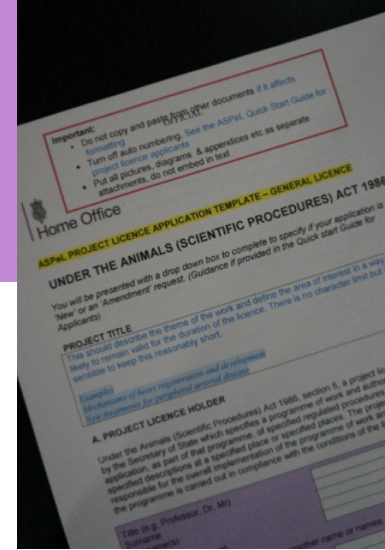 OFFICIAL
Important:
• Do not copy and paste from other documents if it affects
formatting
• Turn off auto numbering. See the ASPeL Quick Start Guide for
project licence applicants
• Put all pictures, diagrams & appendices etc as separate
attachments, do not embed in text
Home Office
ASPeL PROJECT LICENCE APPLICATION TEMPLATE – GENERAL LICENCE
UNDER THE ANIMALS (SCIENTIFIC PROCEDURES) ACT 1986
You will be presented with a drop down box to complete to specify if your application is
'New' or an 'Amendment' request. (Guidance if provided in the Quick start Guide for
Applicants)
PROJECT TITLE
This should describe the theme of the work and define the area of interest in a way
likely to remain valid for the duration of the licence. There is no character limit but
sensible to keep this reasonably short.
Examples
Mechanisms of heart regeneration and development
New treatments for peripheral arterial disease
A. PROJECT LICENCE HOLDER
Under the Animals (Scientific Procedures) Act 1986, section 5, a project lic
by the Secretary of State which specifies a programme of work and autho
application, as part of that programme, of specified regulated procedures
specified descriptions at a specified place or specified places. The projec
responsible for the overall implementation of the programme of work and
the programme is carried out in compliance with the conditions of the l
Title (e.g. Professor, Dr, Mr)
Surname
other name or names,